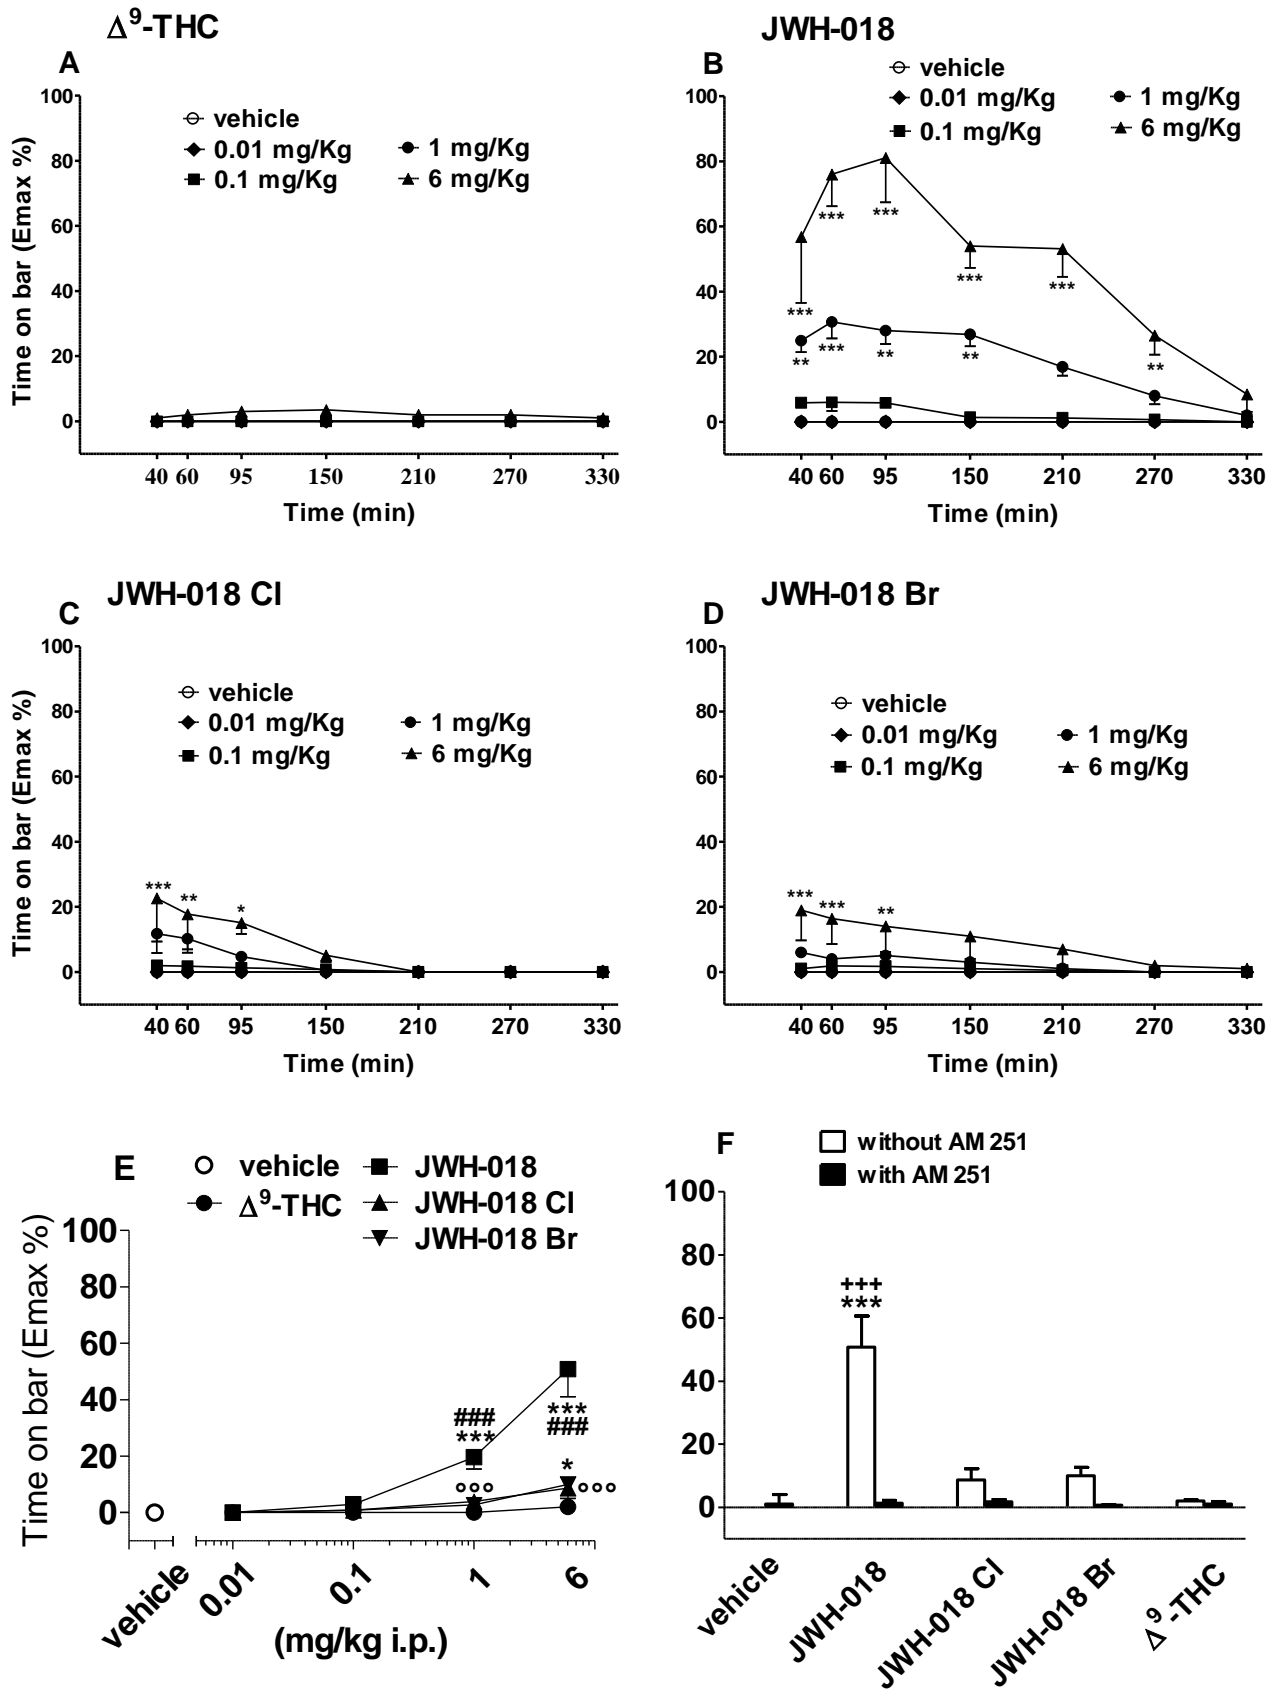 Δ9-THC
A
Time on bar (Emax %)
100
80
60
40
20
0
vehicle
0.01 mg/Kg
0.1 mg/Kg
1 mg/Kg
6 mg/Kg
40 60 95 150 210 270 330
Time (min)
JWH-018
B
vehicle
0.01 mg/Kg
0.1 mg/Kg
1 mg/Kg
6 mg/Kg
100
80
60
40
20
0
*** *** *** *** *** **
** *** ** **
40 60 95 150 210 270 330
Time (min)
JWH-018 Cl
C
Time on bar (Emax %)
100
80
60
40
20
0
vehicle
0.01 mg/Kg
0.1 mg/Kg
1 mg/Kg
6 mg/Kg
*** ** *
40 60 95 150 210 270 330
Time (min)
JWH-018 Br
D
100
80
60
40
20
0
vehicle
0.01 mg/Kg
0.1 mg/Kg
1 mg/Kg
6 mg/Kg
*** *** **
40 60 95 150 210 270 330
Time (min)
E
vehicle
Δ9-THC
JWH-018
JWH-018 Cl
JWH-018 Br
Time on bar (Emax %)
100
80
60
40
20
0
###
***
°°°
***
###
*
°°°
vehicle 0.01 0.1 1 6
(mg/kg i.p.)
F
without AM 251
with AM 251
100
80
60
40
20
0
+++
***
vehicle
JWH-018
JWH-018 Cl
JWH-018 Br
Δ9-THC